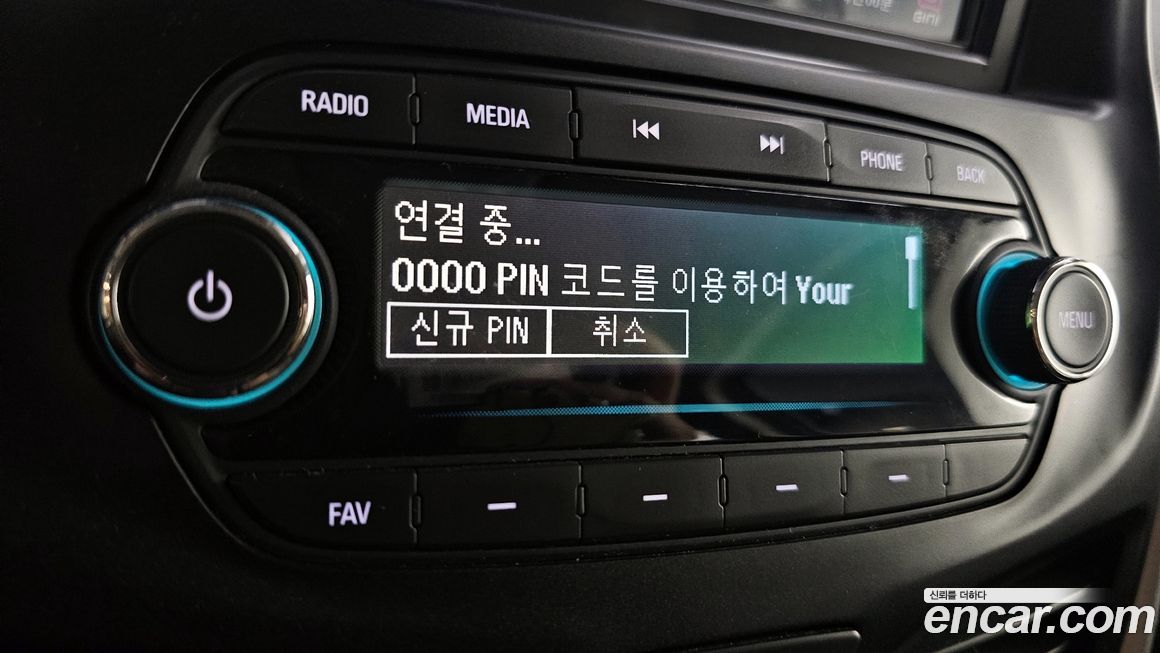 RADIO
MEDIA
PHONE
BACK
연결 중...
0000 PIN 코드를 이용하여 Your
신규 PIN
취소
MENU
FAV
신뢰를 더하다
encar.com